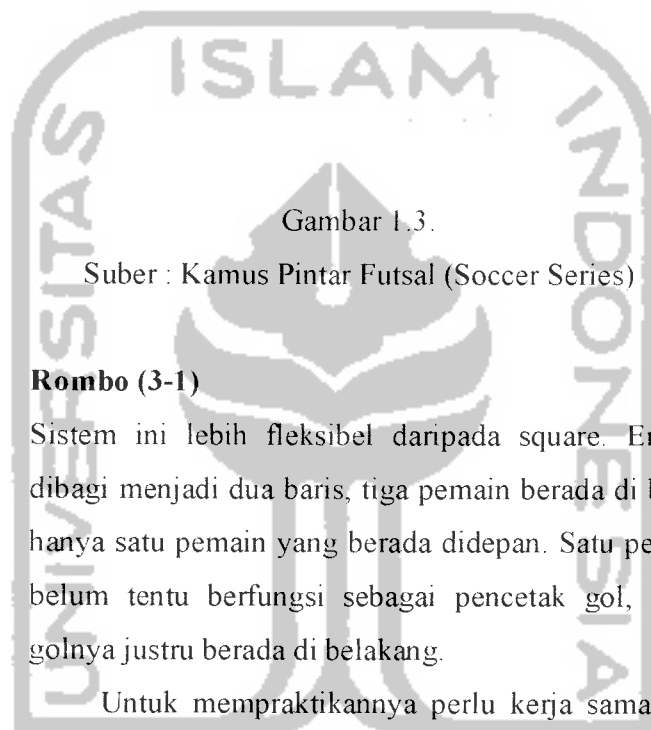 UNIVERSITAS ISLAM INDONESIA
Gambar 1.3.
Suber : Kamus Pintar Futsal (Soccer Series)
Rombo (3-1)
Sistem ini lebih fleksibel daripada square. 
dibagi menjadi dua baris, tiga pemain berada di
hanya satu pemain yang berada didepan. Satu
belum tentu berfungsi sebagai pencetak gol,
golnya justru berada di belakang.
Untuk mempraktikannya perlu kerja sama